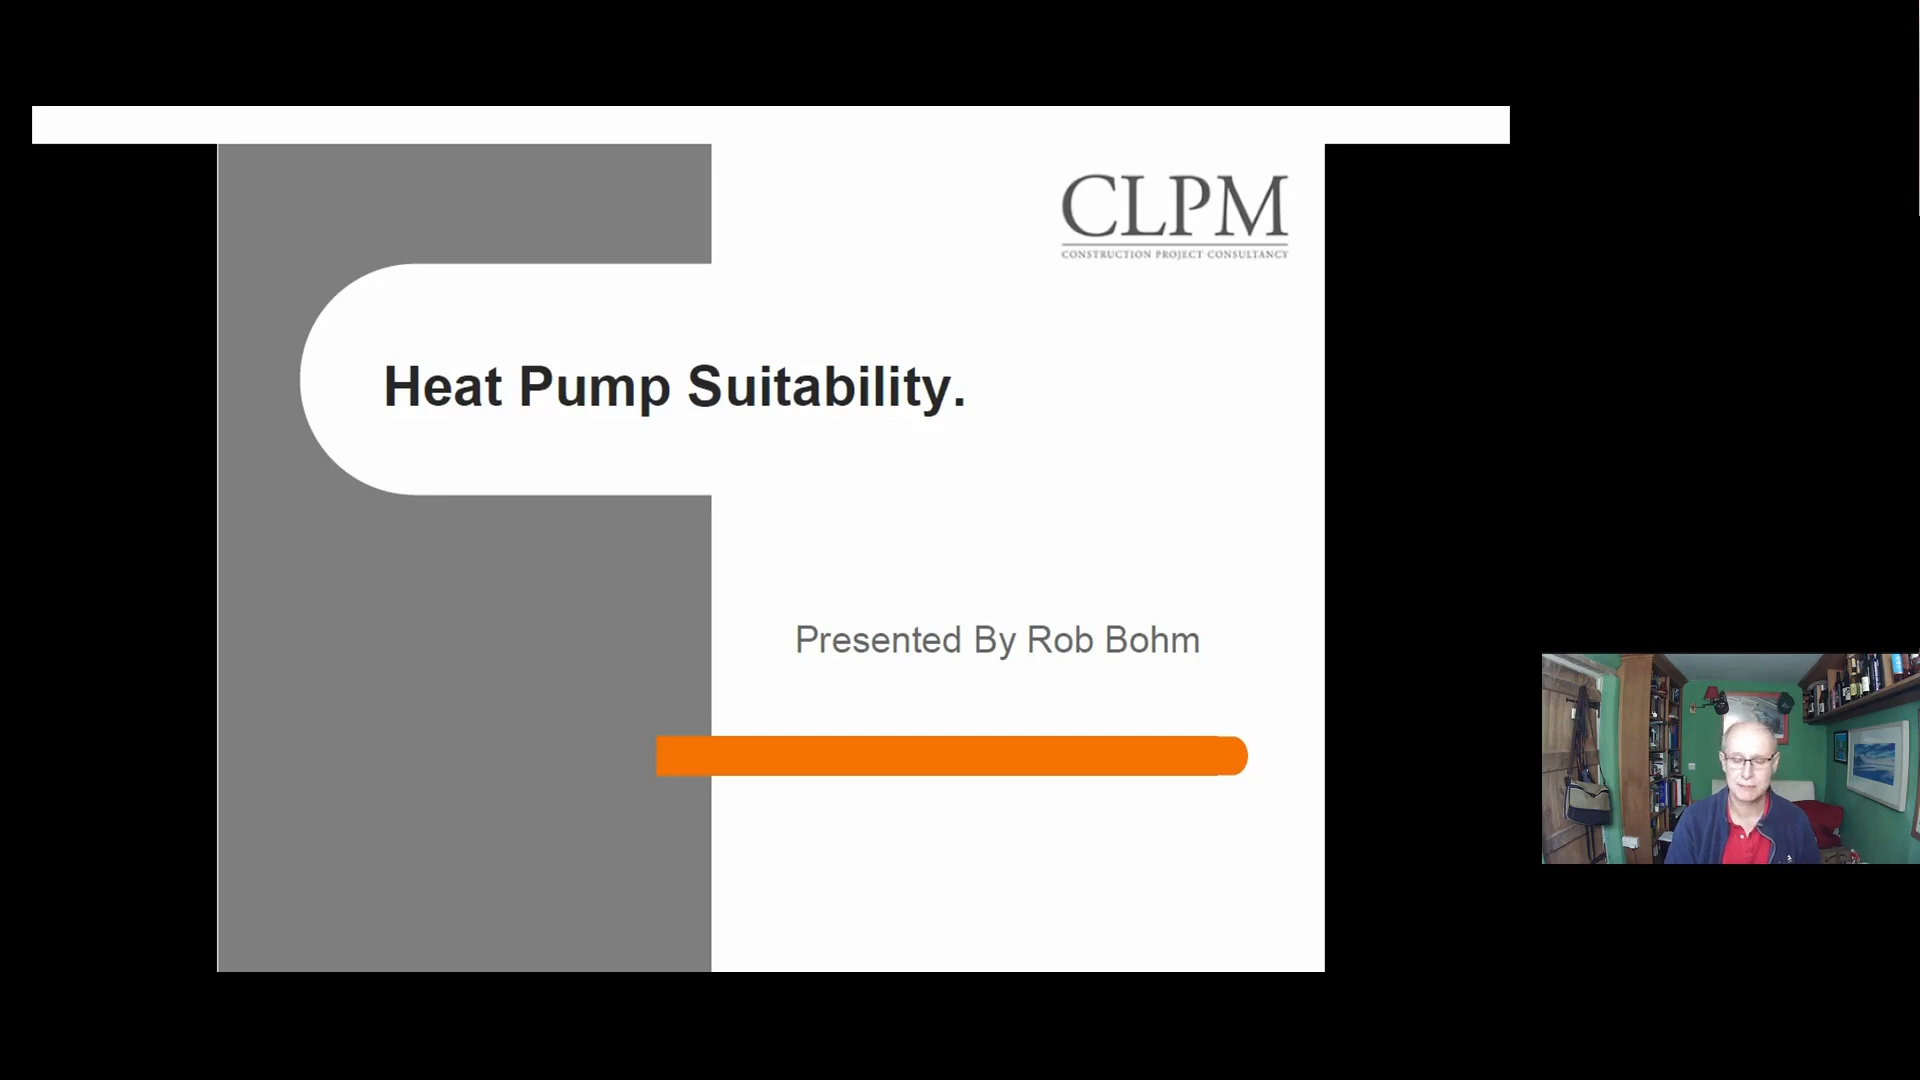 CLPM
CONSTRUCTION PROJECT CONSULTANCY
Heat Pump Suitability.
Presented By Rob Bohm